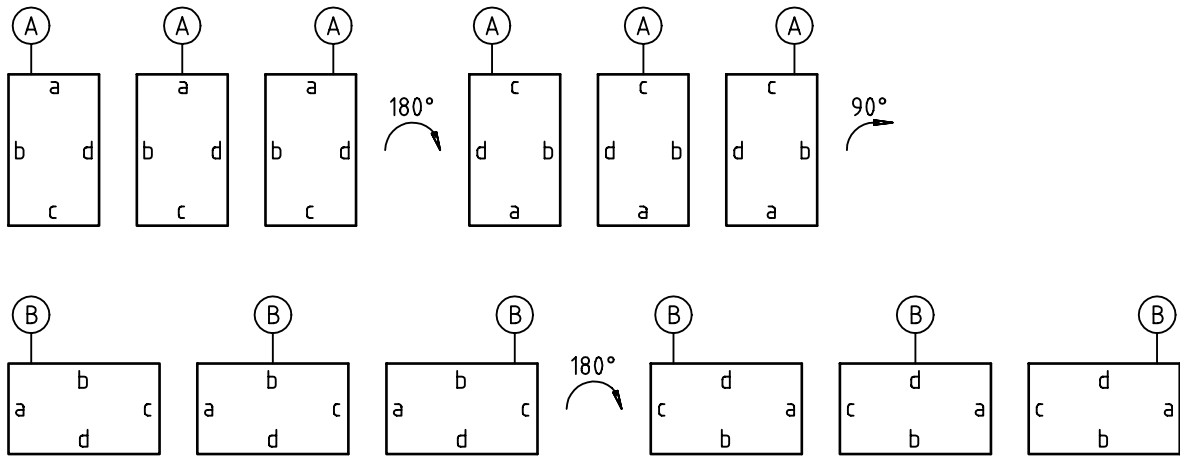 A A A A A A
a a a c c c
180° 90°
b d b d b d d b d b d b
c c c a a a
B B B B B B
180°
b b b d d d
a c a c a c c a c a c a
d d d b b b